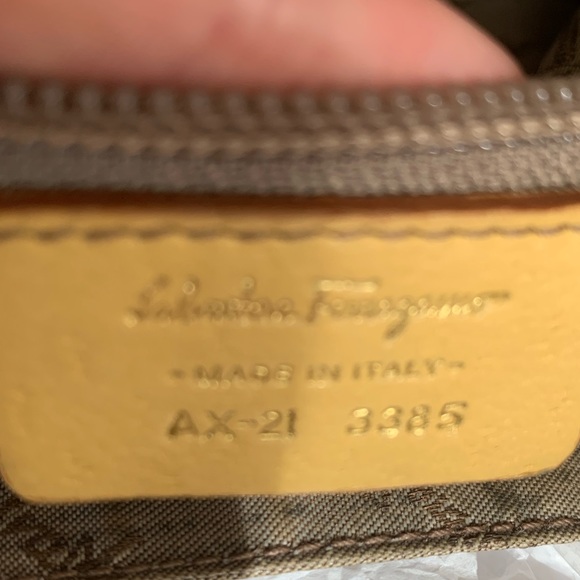 Salvatore Ferragamo
- MADE IN ITALY -
AX-21 3385